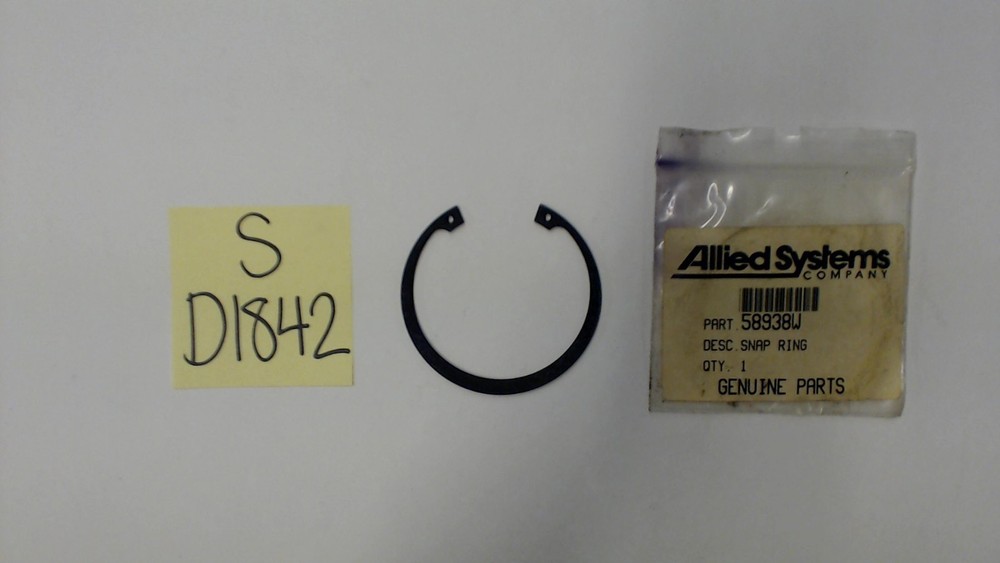 S
D1842
Allied Systems
COMPANY
PART. 58938W
DESC. SNAP RING
QTY. 1
GENUINE PARTS